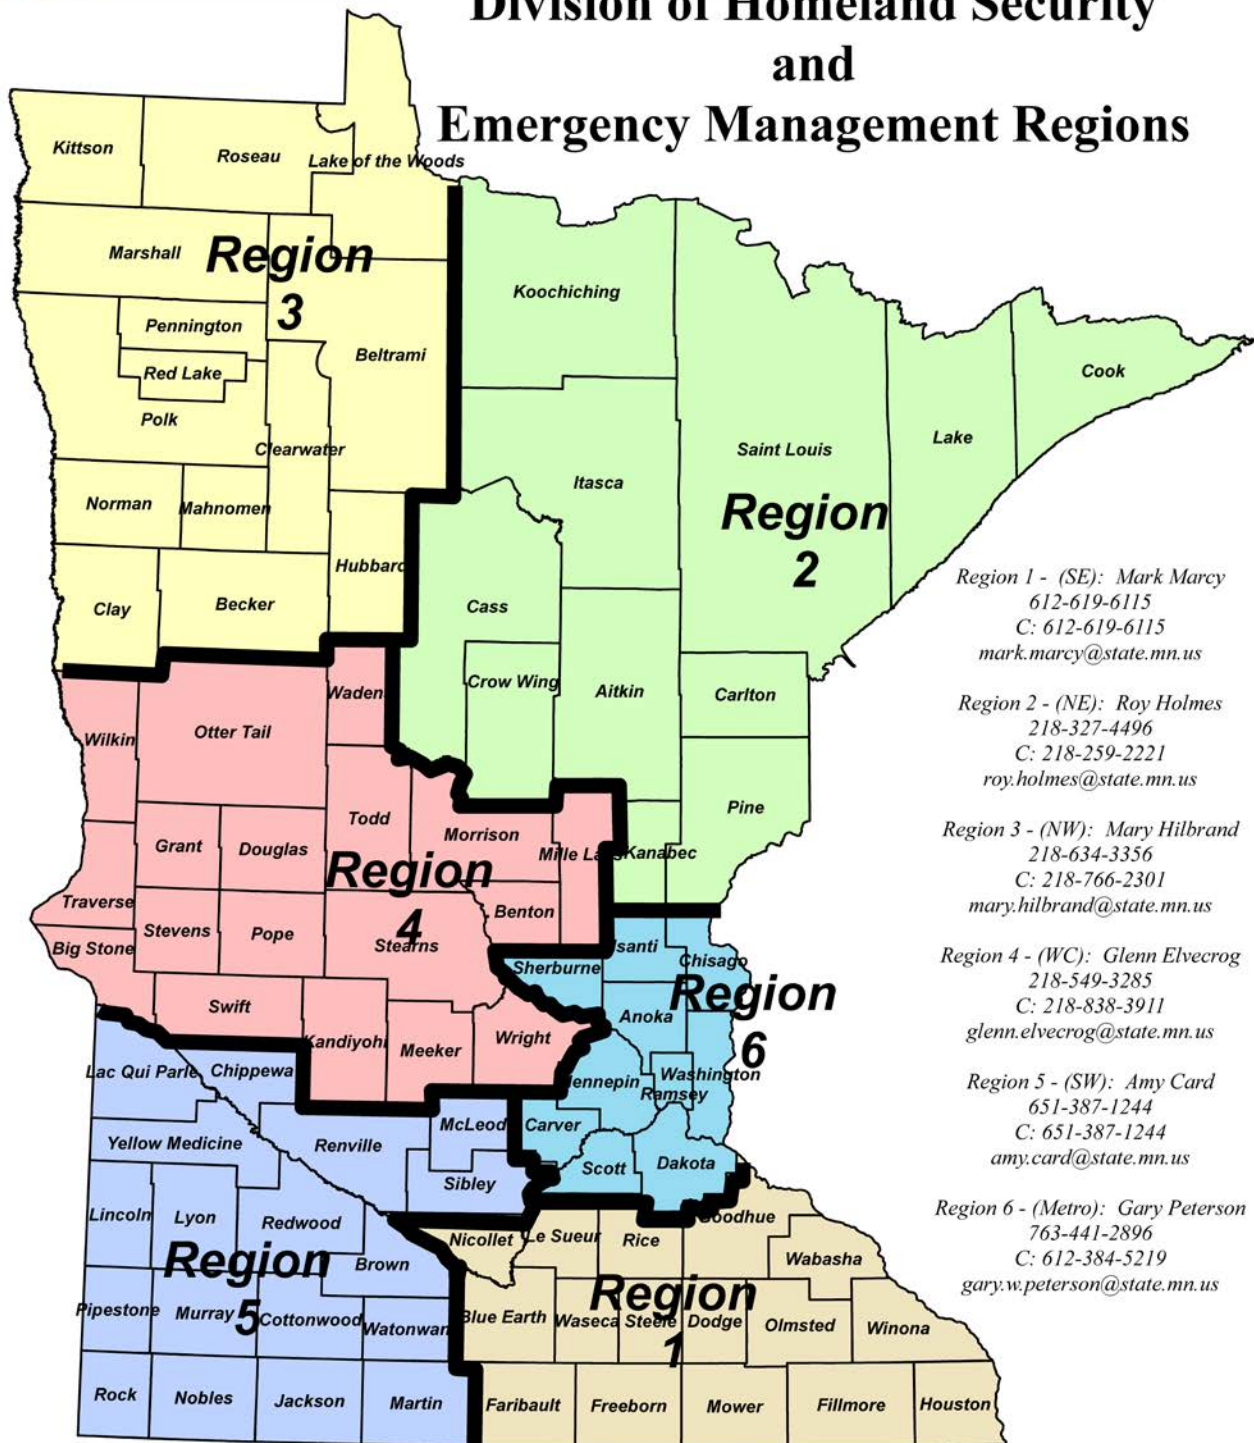 Division of Homeland Security
and
Emergency Management Regions
Kittson
Roseau
Lake of the Woods
Marshall
Region
3
Pennington
Red Lake
Beltrami
Polk
Clearwater
Norman
Mahnomen
Hubbard
Clay
Becker
Koochiching
Cook
Lake
Saint Louis
Itasca
Region
2
Cass
Crow Wing
Aitkin
Carlton
Pine
Kanabec
Waden
Otter Tail
Wilkin
Todd
Morrison
Grant
Douglas
Mille Lacs
Region
4
Traverse
Stevens
Pope
Benton
Big Stone
Stearns
Swift
Kandiyohi
Meeker
Wright
Isanti
Chisago
Sherburne
Region
6
Anoka
Hennepin
Washington
Ramsey
Carver
Scott
Dakota
Lac Qui Parle
Chippewa
McLeod
Yellow Medicine
Renville
Sibley
Lincoln
Lyon
Redwood
Region
5
Brown
Pipestone
Murray
Cottonwood
Watonwan
Rock
Nobles
Jackson
Martin
Nicollet
Le Sueur
Rice
Goodhue
Wabasha
Region
1
Blue Earth
Waseca
Steele
Dodge
Olmsted
Winona
Faribault
Freeborn
Mower
Fillmore
Houston
Region 1 - (SE): Mark Marcy
612-619-6115
C: 612-619-6115
mark.marcy@state.mn.us
Region 2 - (NE): Roy Holmes
218-327-4496
C: 218-259-2221
roy.holmes@state.mn.us
Region 3 - (NW): Mary Hilbrand
218-634-3356
C: 218-766-2301
mary.hilbrand@state.mn.us
Region 4 - (WC): Glenn Elvecrog
218-549-3285
C: 218-838-3911
glenn.elvecrog@state.mn.us
Region 5 - (SW): Amy Card
651-387-1244
C: 651-387-1244
amy.card@state.mn.us
Region 6 - (Metro): Gary Peterson
763-441-2896
C: 612-384-5219
gary.w.peterson@state.mn.us